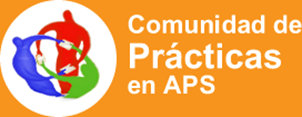 Comunidad de
Prácticas
en APS